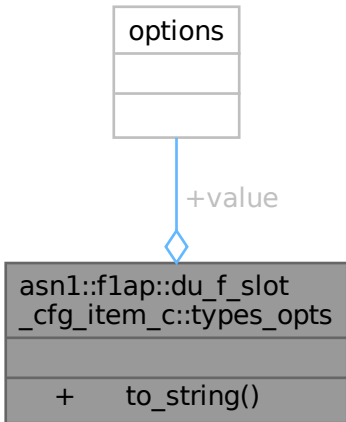 options
+value
asn1::f1ap::du_f_slot
_cfg_item_c::types_opts
+ to_string()